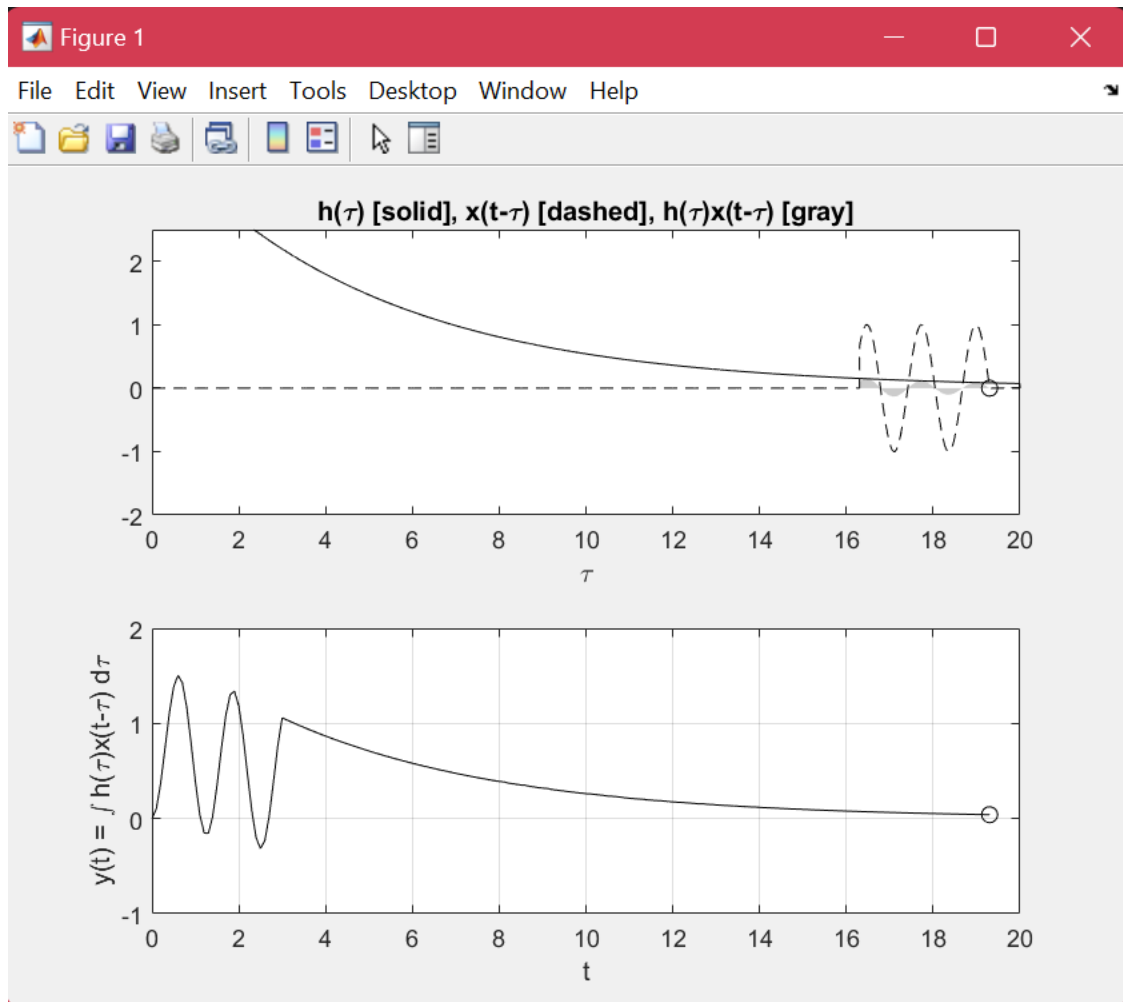 Figure 1
File Edit View Insert Tools Desktop Window Help
h(τ) [solid], x(t-τ) [dashed], h(τ)x(t-τ) [gray]
2
1
0
-1
-2
0 2 4 6 8 10 12 14 16 18 20
τ
y(t) = ∫ h(τ)x(t-τ) dτ
2
1
0
-1
0 2 4 6 8 10 12 14 16 18 20
t